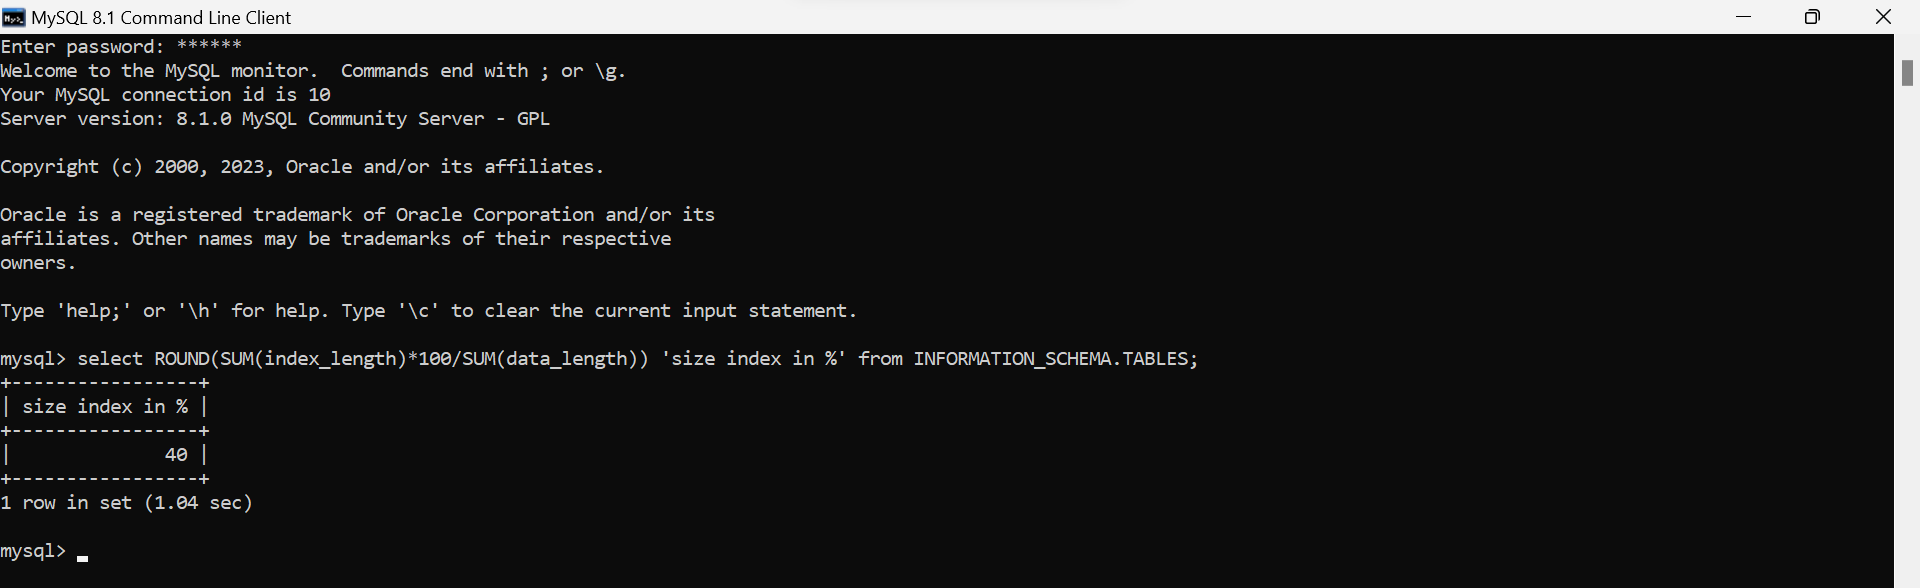 MySQL 8.1 Command Line Client
Enter password: ******
Welcome to the MySQL monitor.  Commands end with ; or \g.
Your MySQL connection id is 10
Server version: 8.1.0 MySQL Community Server - GPL

Copyright (c) 2000, 2023, Oracle and/or its affiliates.

Oracle is a registered trademark of Oracle Corporation and/or its
affiliates. Other names may be trademarks of their respective
owners.

Type 'help;' or '\h' for help. Type '\c' to clear the current input statement.

mysql> select ROUND(SUM(index_length)*100/SUM(data_length)) 'size index in %' from INFORMATION_SCHEMA.TABLES;
+-----------------+
| size index in % |
+-----------------+
|              40 |
+-----------------+
1 row in set (1.04 sec)

mysql>